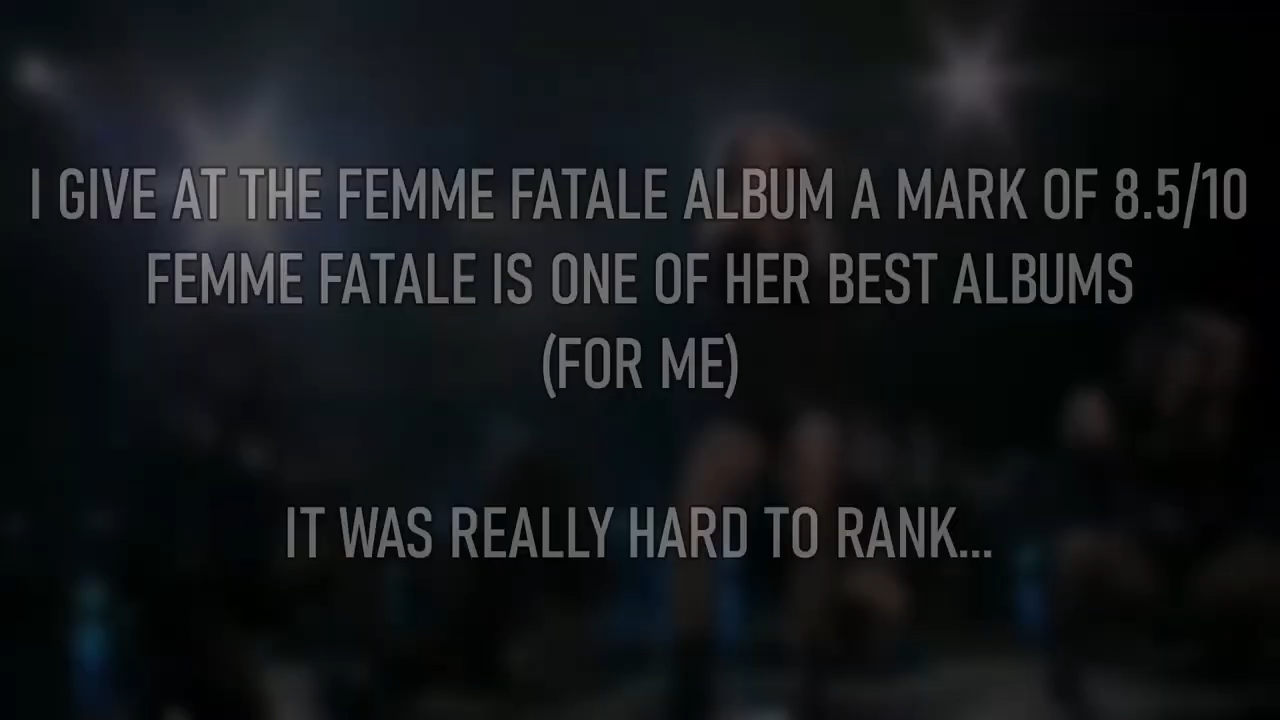 I GIVE AT THE FEMME FATALE ALBUM A MARK OF 8.5/10
FEMME FATALE IS ONE OF HER BEST ALBUMS
(FOR ME)
IT WAS REALLY HARD TO RANK...